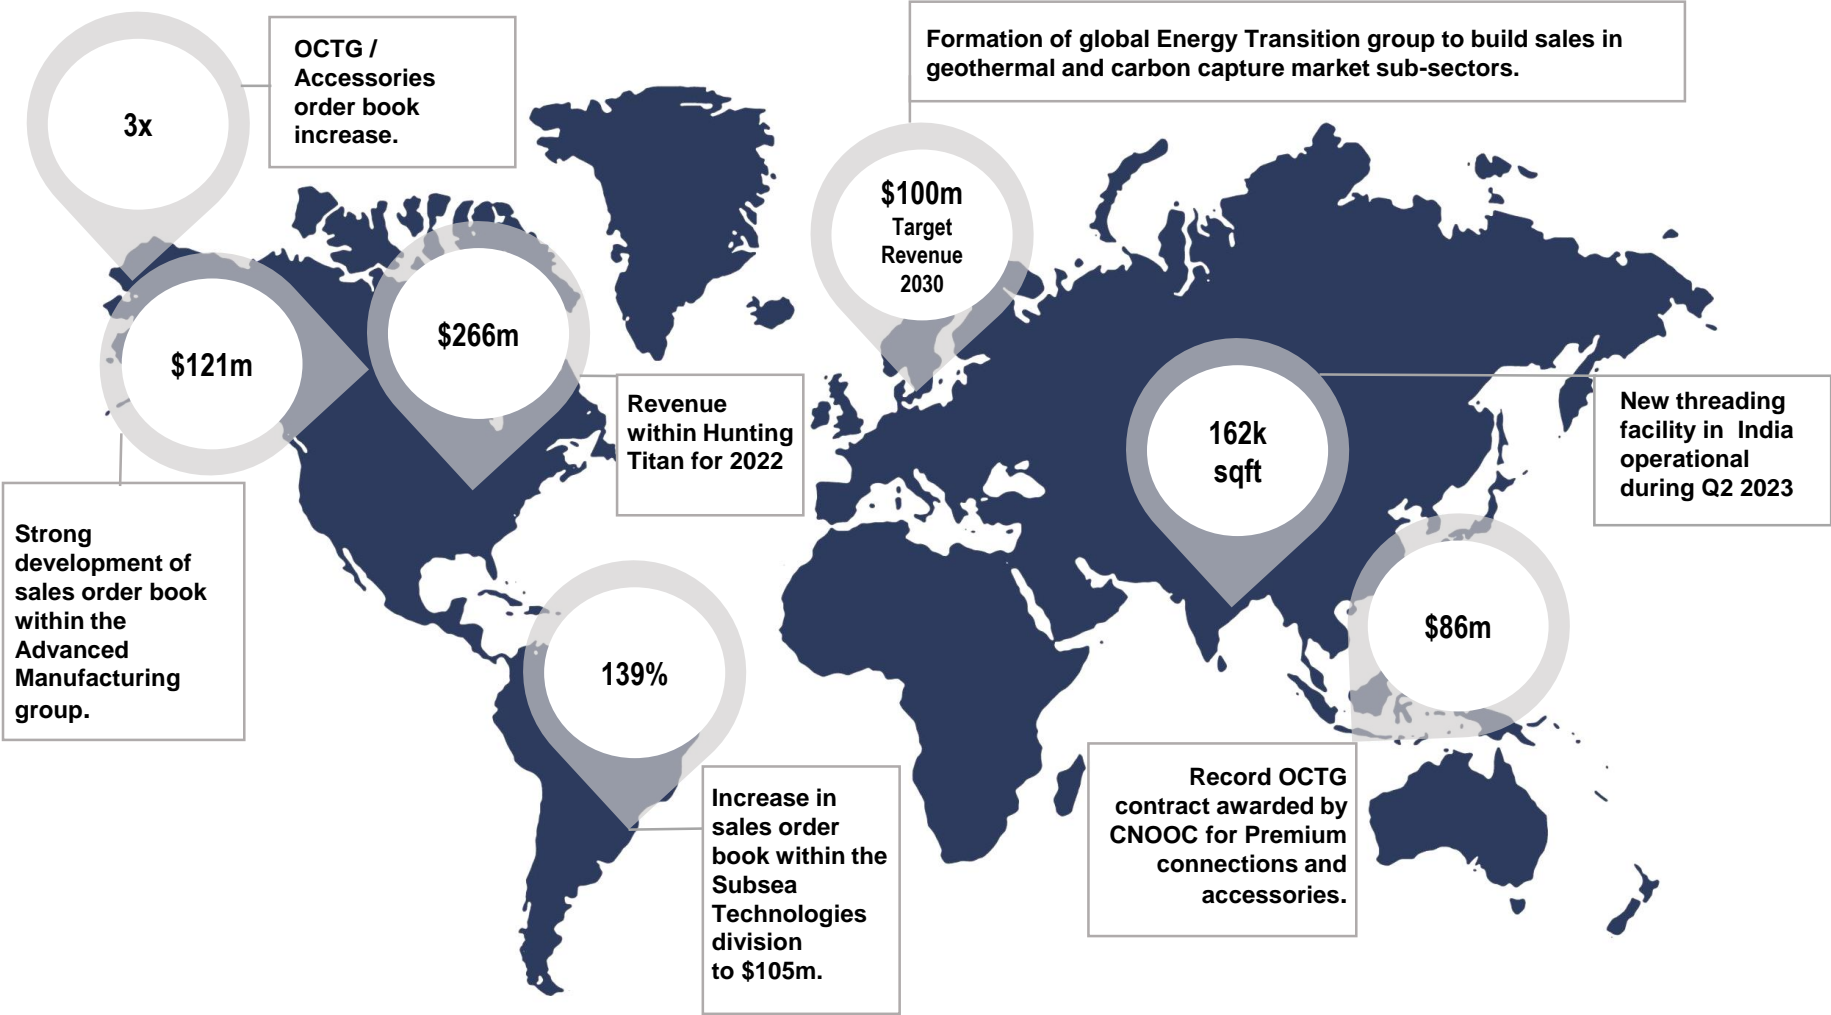 3x
OCTG /
Accessories
order book
increase.
Formation of global Energy Transition group to build sales in
geothermal and carbon capture market sub-sectors.
$100m
Target
Revenue
2030
$121m
Strong
development of
sales order book
within the
Advanced
Manufacturing
group.
$266m
Revenue
within Hunting
Titan for 2022
162k
sqft
New threading
facility in India
operational
during Q2 2023
139%
Increase in
sales order
book within the
Subsea
Technologies
division
to $105m.
$86m
Record OCTG
contract awarded by
CNOOC for Premium
connections and
accessories.